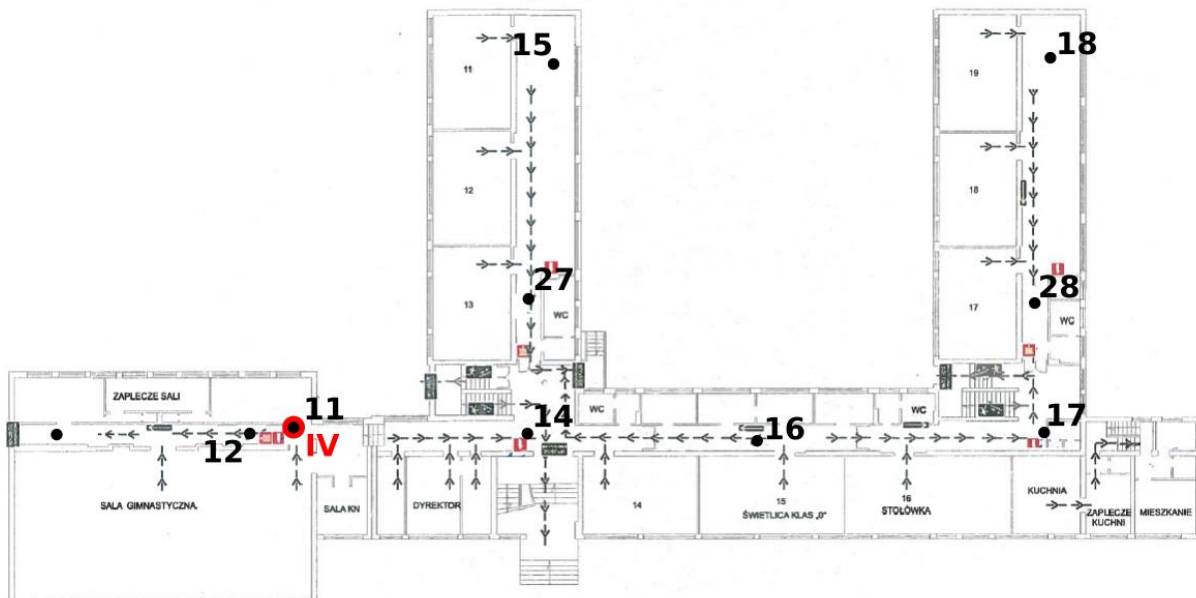 15
18
11
19
12
18
27
28
13
17
WC
WC
ZAPLECZE SALI
11
IV
12
14
WC
16
WC
17
SALA GIMNASTYCZNA.
SALA KN
DYREKTOR
14
15
ŚWIETLICA KLAS „0"
16
STOŁÓWKA
KUCHNIA
ZAPLECZE
KUCHNI
MIESZKANIE